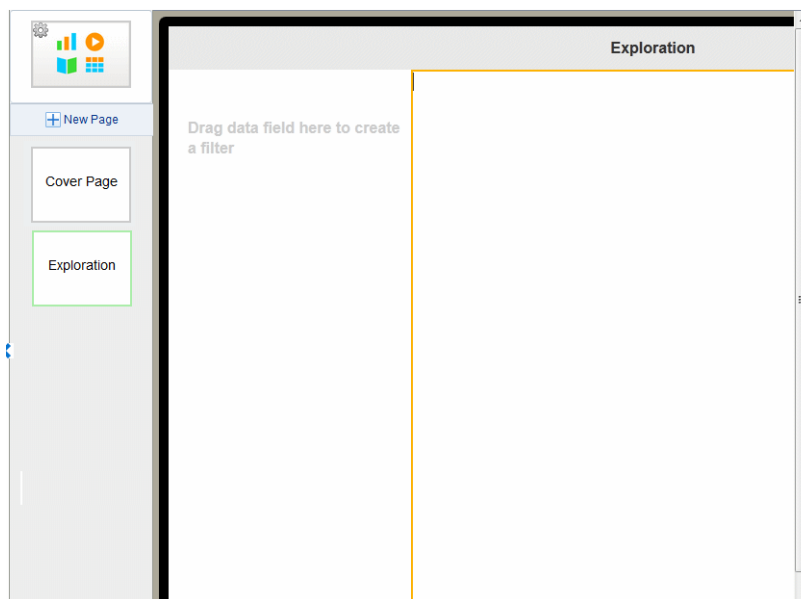 Exploration
New Page
Drag data field here to create
a filter
Cover Page
Exploration